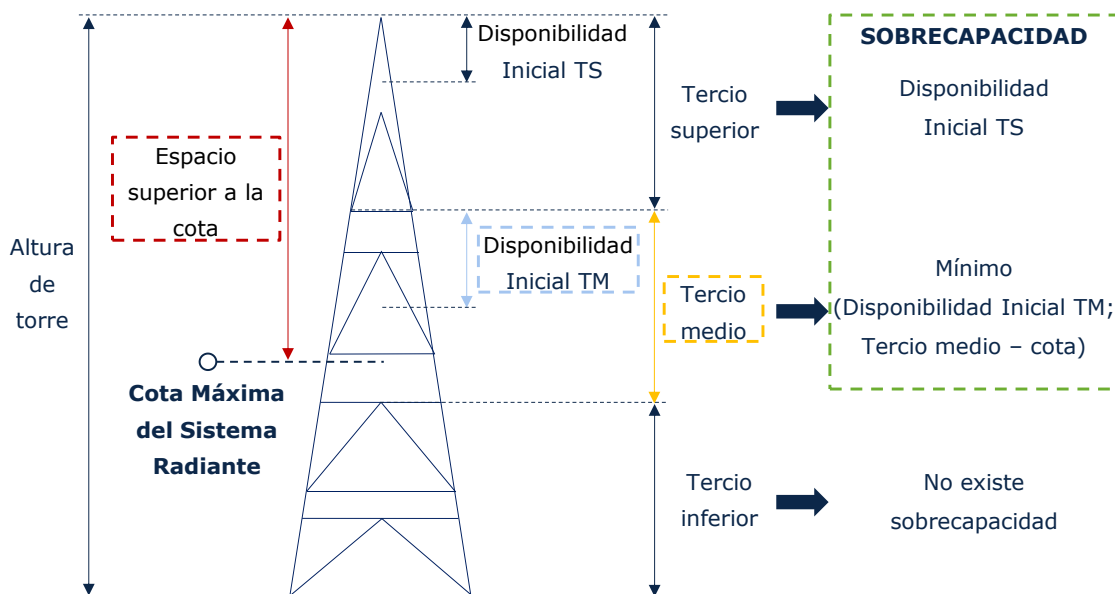 Altura
de
torre
Espacio
superior a la
cota
Cota Máxima
del Sistema
Radiante
Disponibilidad
Inicial TS
Disponibilidad
Inicial TM
Tercio
superior
Tercio
medio
Tercio
inferior
SOBRECAPACIDAD
Disponibilidad
Inicial TS
Mínimo
(Disponibilidad Inicial TM;
Tercio medio – cota)
No existe
sobrecapacidad